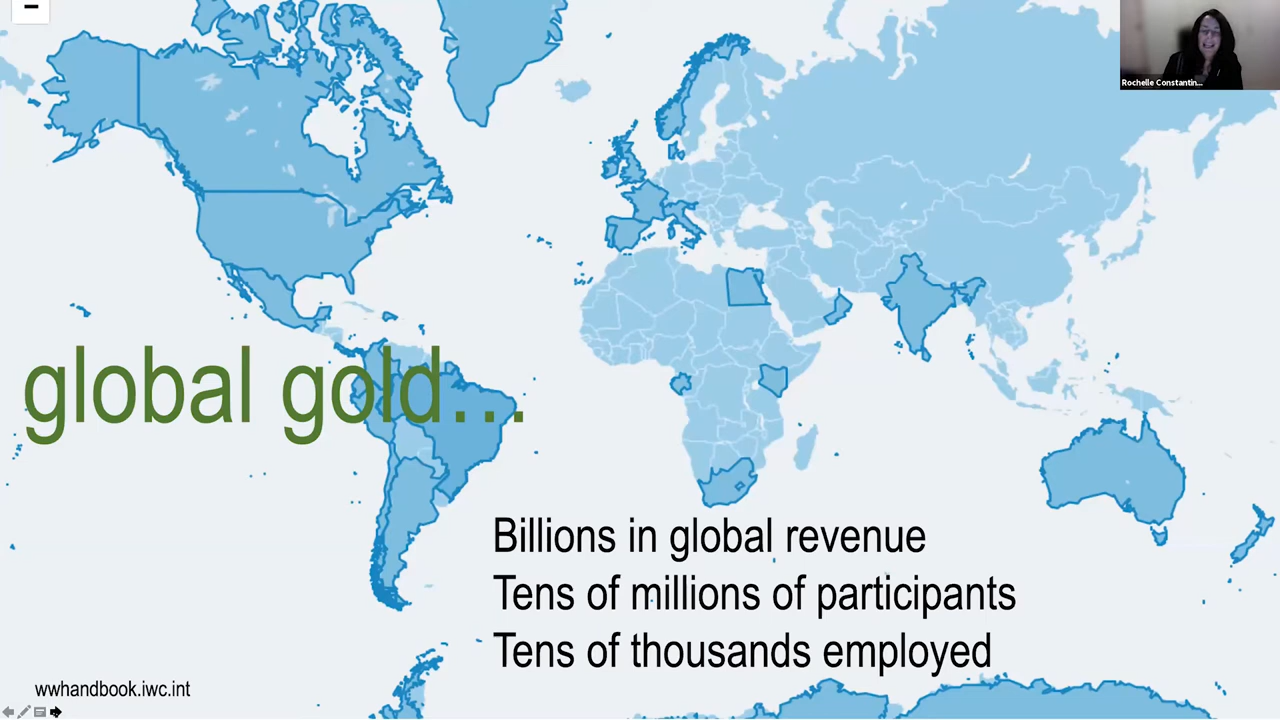 Rochelle Constantin...
global gold...
Billions in global revenue
Tens of millions of participants
Tens of thousands employed
wwhandbook.iwc.int